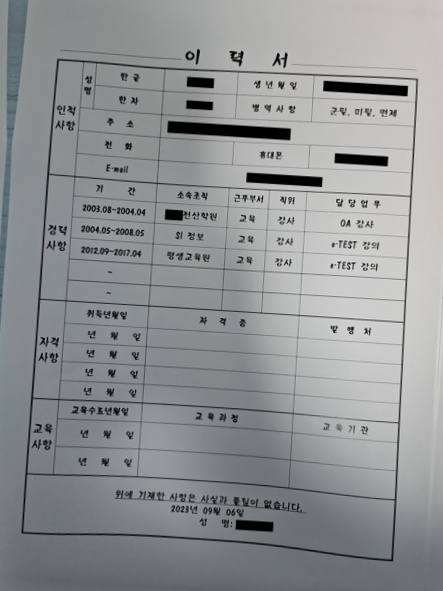 이 력 서
인적사항
성명
한글
생년월일
한자
병역사항
군필, 미필, 면제
주 소
전 화
휴대폰
E-mail
경력사항
기 간 소속조직 근무부서 직위 담당업무
2003.08~2004.04 전산학원 교육 강사 OA 강사
2004.05~2008.05 SI 정보 교육 강사 e-TEST 강의
2012.09~2017.04 평생교육원 교육 강사 e-TEST 강의
~
~
자격사항
취득년월일 자 격 증 발 행 처
년 월 일
년 월 일
년 월 일
년 월 일
교육사항
교육수료년월일 교육과정 교육기관
년 월 일
년 월 일
위에 기재한 사항은 사실과 틀림이 없습니다.
2023년 09월 06일
성 명: